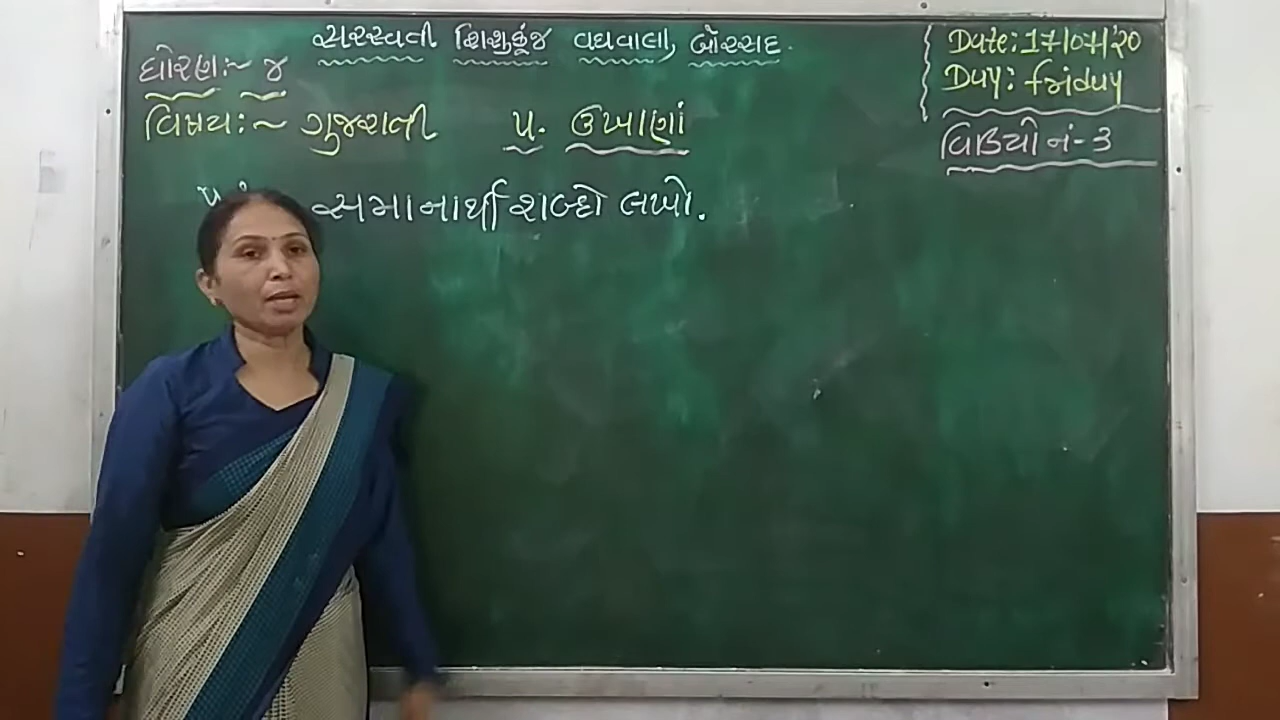 સરસ્વતી શિશુકુંજ વઘવાલા, બોરસદ.
Date: 17/07/'20
Day: friday
ધોરણ:~ ૪
વિષય:~ ગુજરાતી
૫. ઉખાણાં
વિડિયો નં-૩
સમાનાર્થી શબ્દો લખો.